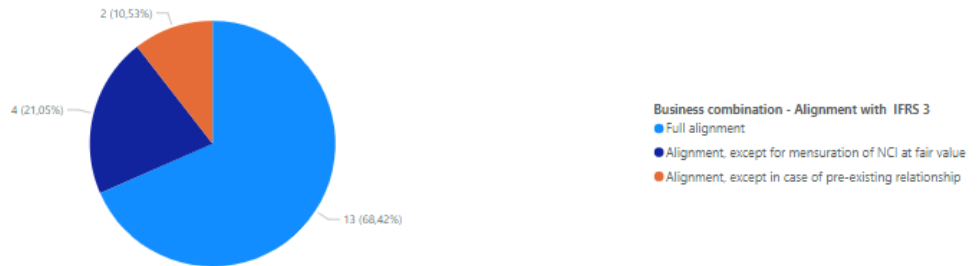 2 (10,53%)
4 (21,05%)
13 (68,42%)
Business combination - Alignment with IFRS 3
Full alignment
Alignment, except for mensuration of NCI at fair value
Alignment, except in case of pre-existing relationship